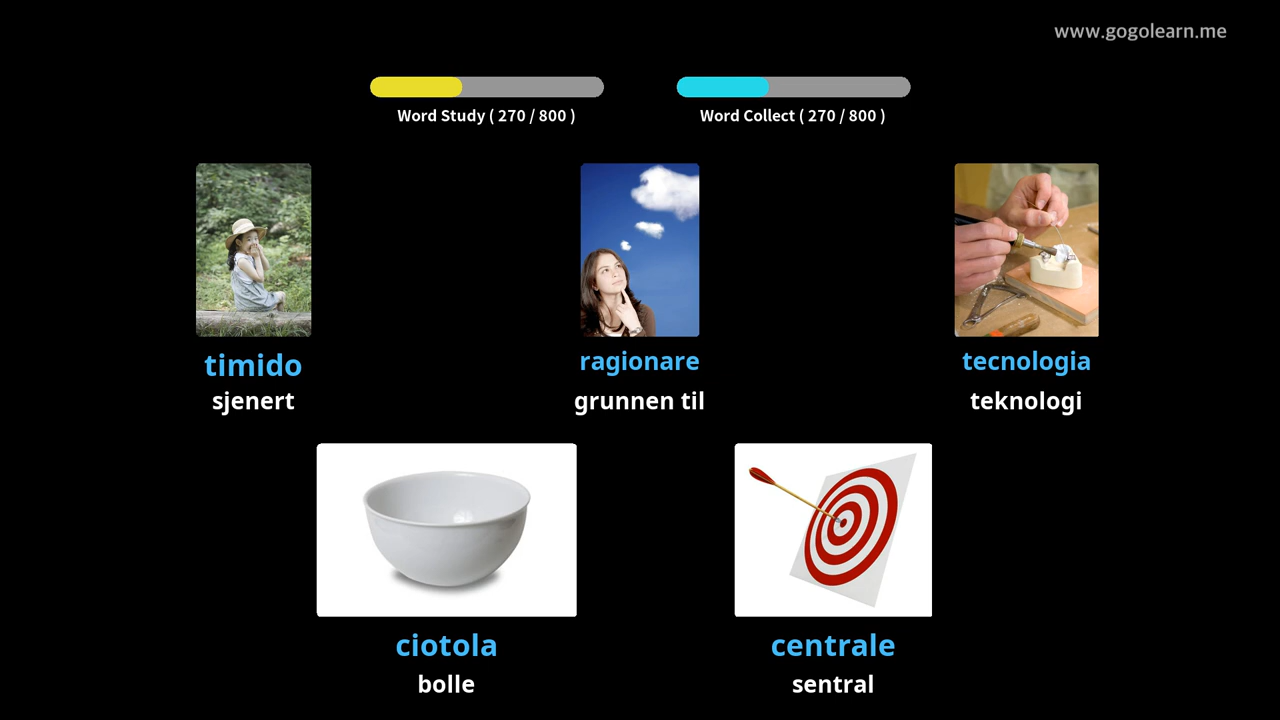 www.gogolearn.me
Word Study ( 270 / 800 )
Word Collect ( 270 / 800 )
timido
sjenert
ragionare
grunnen til
tecnologia
teknologi
ciotola
bolle
centrale
sentral